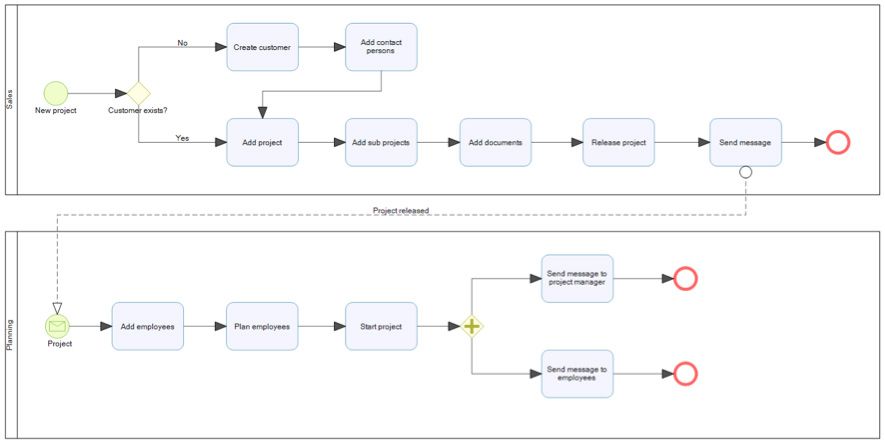 Sales
New project
Customer exists?
No
Create customer
Add contact
persons
Yes
Add project
Add sub projects
Add documents
Release project
Send message
Project released
Planning
Project
Add employees
Plan employees
Start project
Send message to
project manager
Send message to
employees